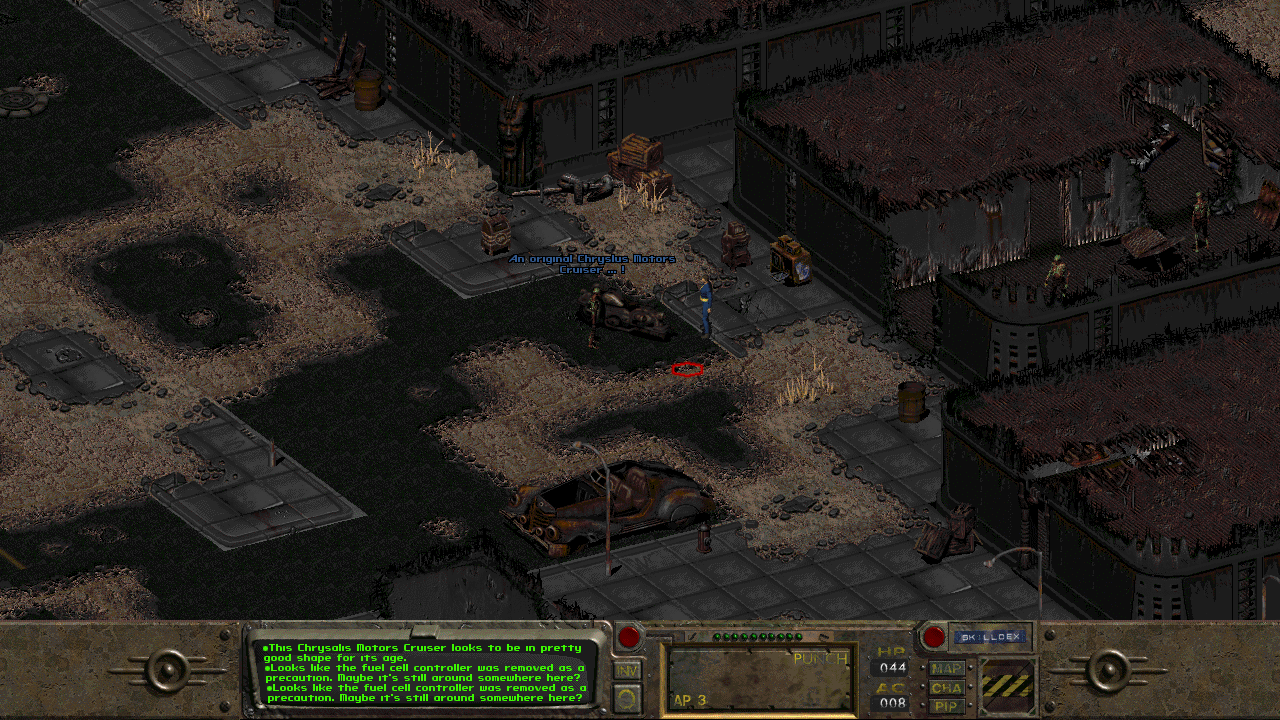 An original Chryslus Motors
Cruiser ... !
●This Chrysalis Motors Cruiser looks to be in pretty
good shape for its age.
●Looks like the fuel cell controller was removed as a
precaution. Maybe it's still around somewhere here?
●Looks like the fuel cell controller was removed as a
precaution. Maybe it's still around somewhere here?
INV
PUNCH
AP 3
HP
044
AC
008
SKILLDEX
MAP
CHA
PIP